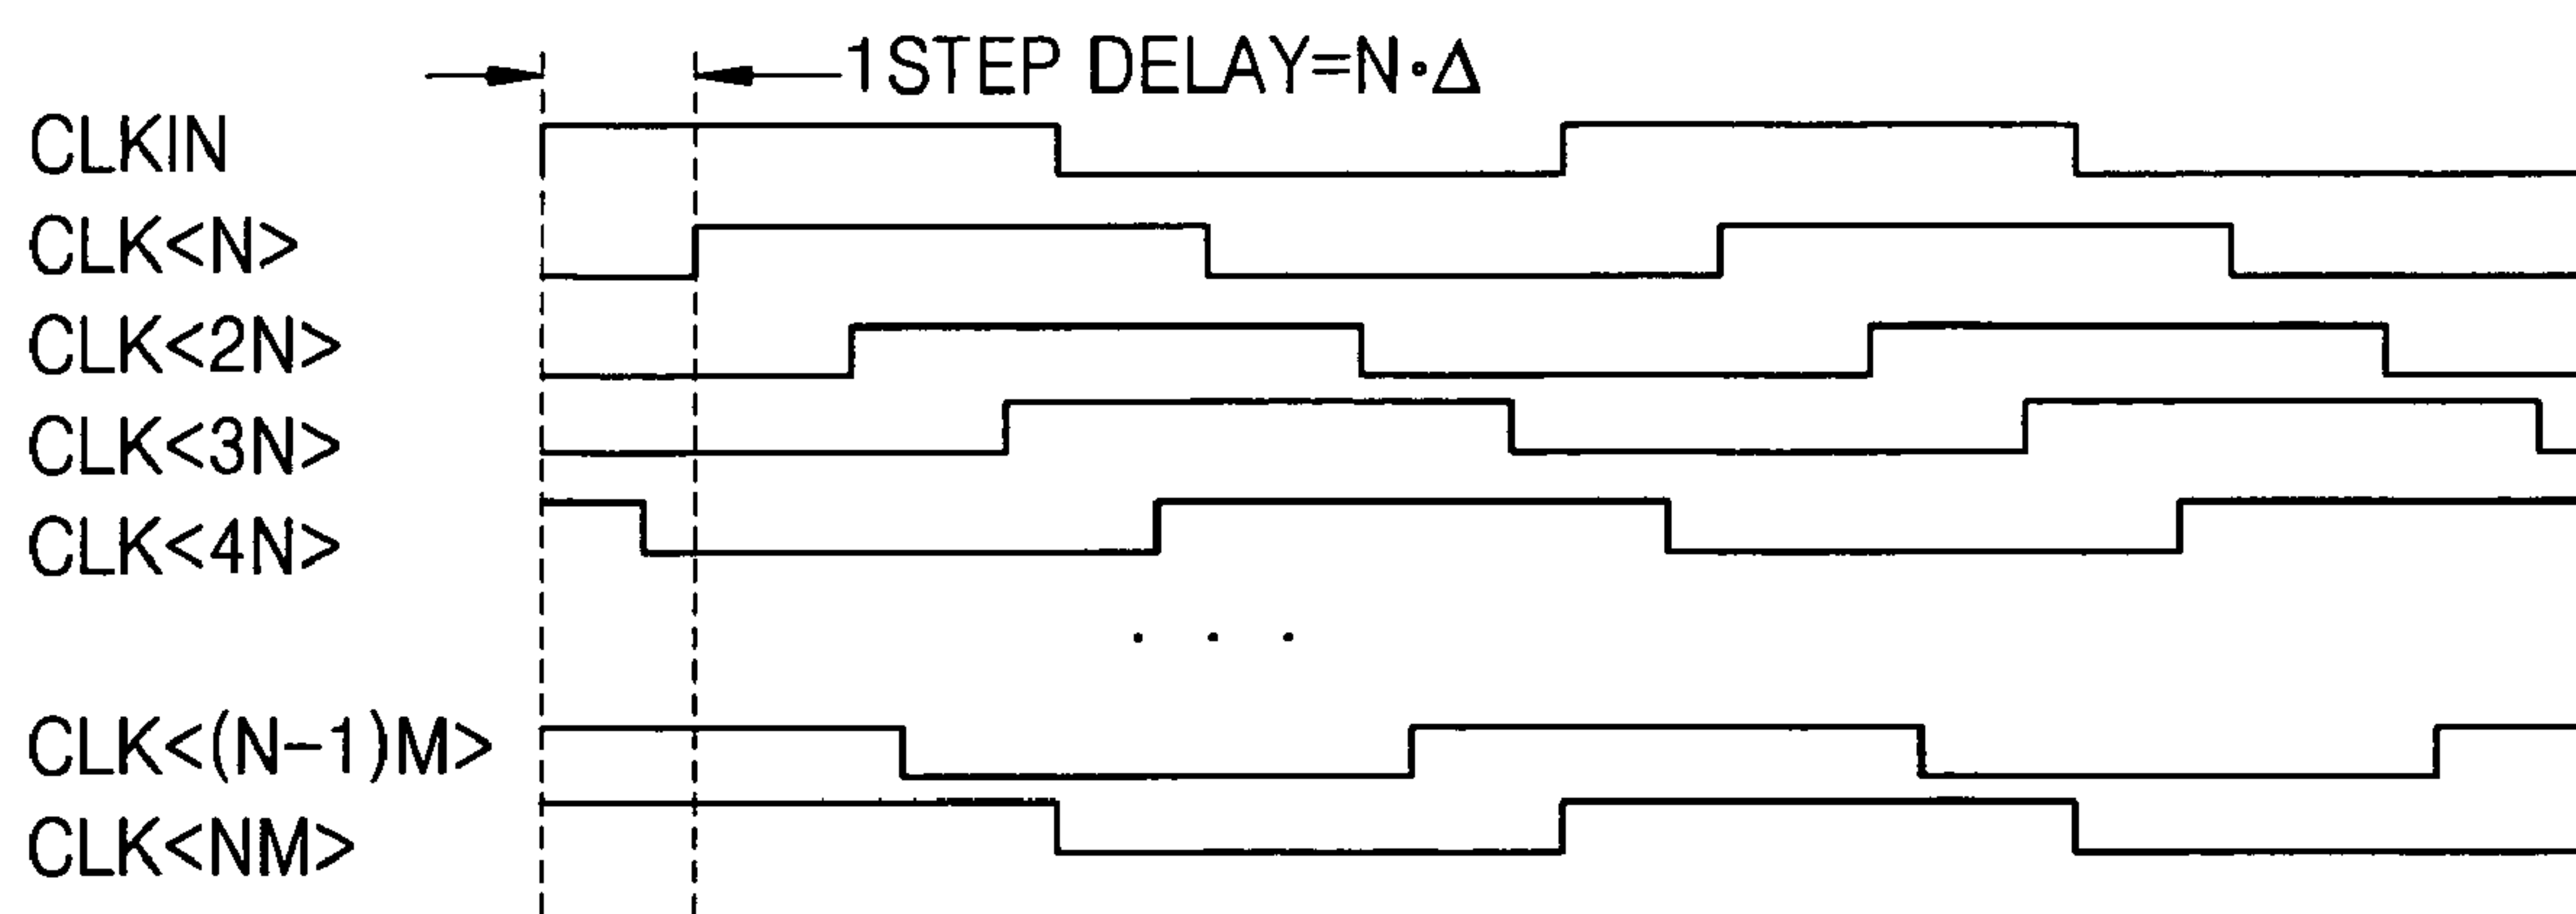 1STEP DELAY=N·Δ
CLKIN
CLK<N>
CLK<2N>
CLK<3N>
CLK<4N>
. . .
CLK<(N-1)M>
CLK<NM>